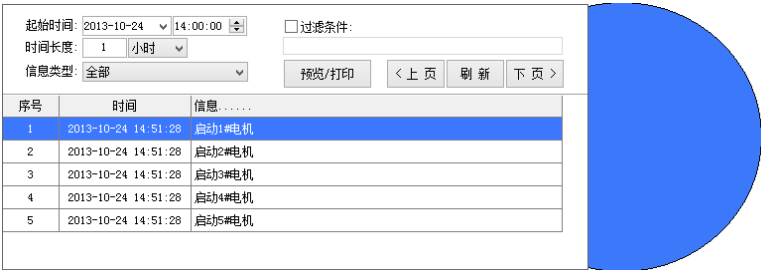 起始时间: 2013-10-24 14:00:00 过滤条件:
时间长度: 1 小时
信息类型: 全部 预览/打印 <上 页 刷 新 下 页>
序号 时间 信息......
1 2013-10-24 14:51:28 启动1#电机
2 2013-10-24 14:51:28 启动2#电机
3 2013-10-24 14:51:28 启动3#电机
4 2013-10-24 14:51:28 启动4#电机
5 2013-10-24 14:51:28 启动5#电机